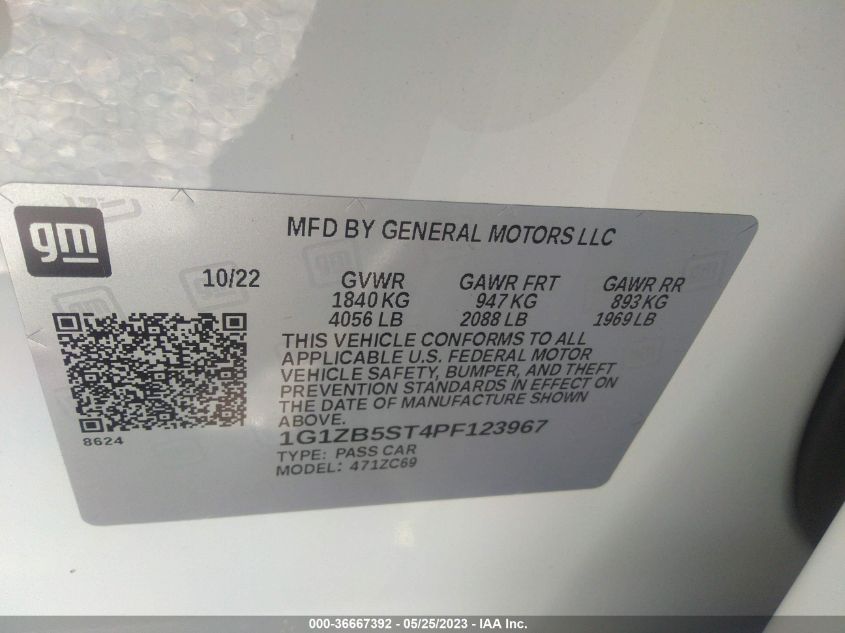 gm
MFD BY GENERAL MOTORS LLC
10/22 GVWR GAWR FRT GAWR RR
1840 KG 947 KG 893 KG
4056 LB 2088 LB 1969 LB
THIS VEHICLE CONFORMS TO ALL
APPLICABLE U.S. FEDERAL MOTOR
VEHICLE SAFETY, BUMPER, AND THEFT
PREVENTION STANDARDS IN EFFECT ON
THE DATE OF MANUFACTURE SHOWN
ABOVE.
8624
1G1ZB5ST4PF123967
TYPE: PASS CAR
MODEL: 471ZC69
000-36667392 - 05/25/2023 - IAA Inc.